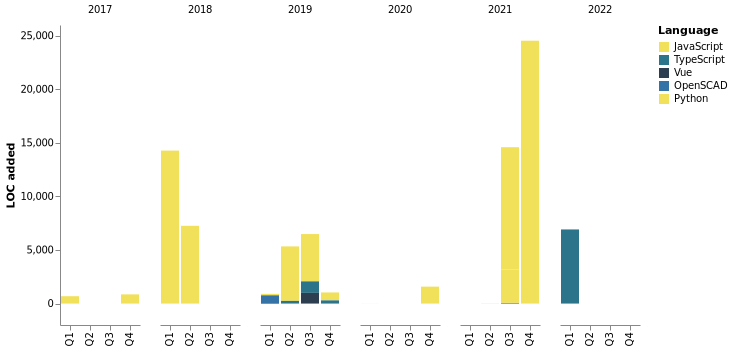 2017 2018 2019 2020 2021 2022
Language
JavaScript
TypeScript
Vue
OpenSCAD
Python
LOC added
25,000
20,000
15,000
10,000
5,000
0
Q1 Q2 Q3 Q4 Q1 Q2 Q3 Q4 Q1 Q2 Q3 Q4 Q1 Q2 Q3 Q4 Q1 Q2 Q3 Q4 Q1 Q2 Q3 Q4